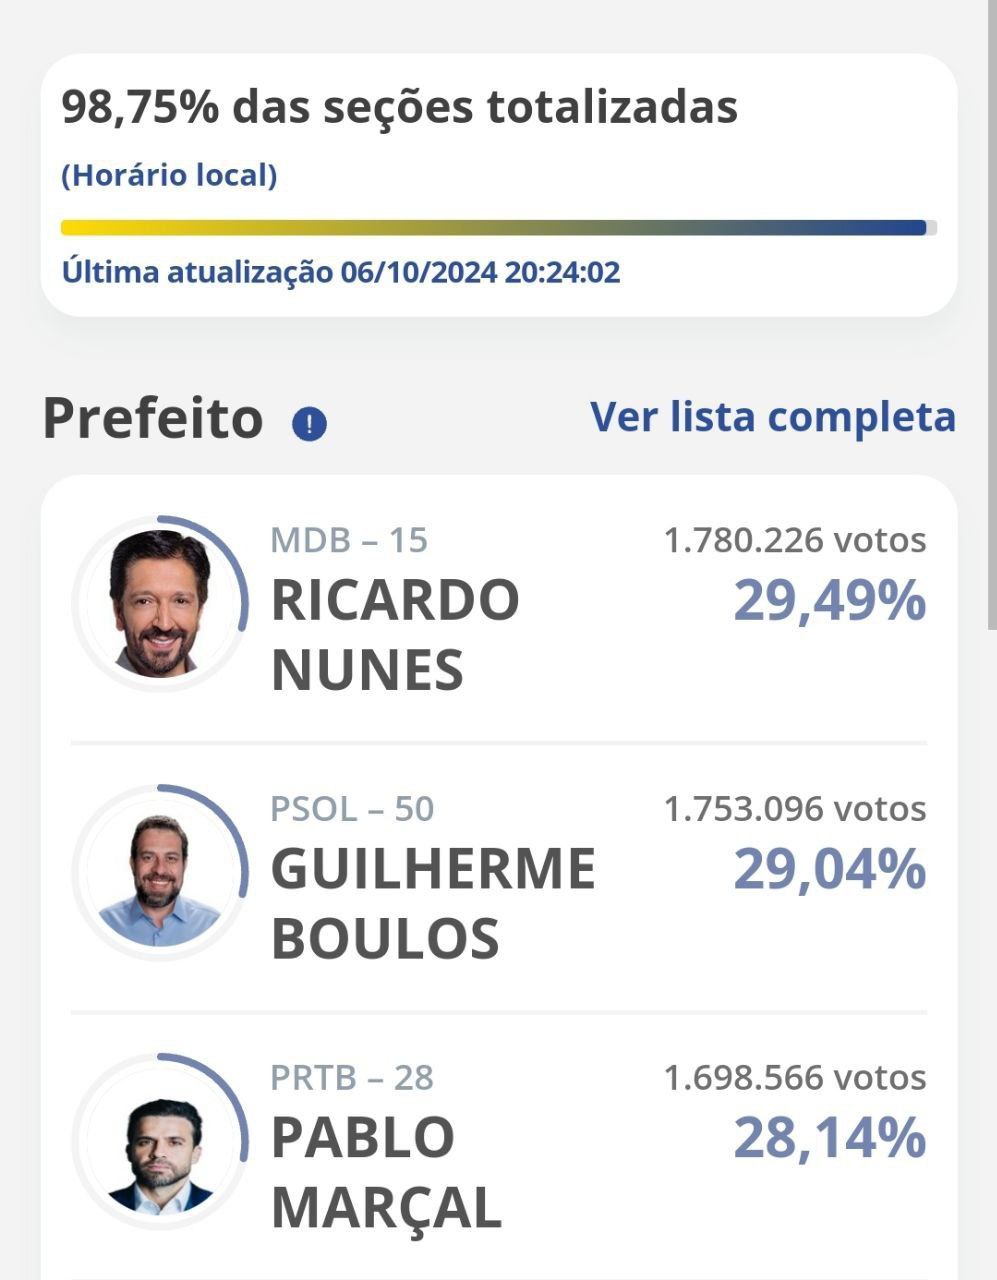 98,75% das seções totalizadas
(Horário local)
Última atualização 06/10/2024 20:24:02
Prefeito ! Ver lista completa
MDB – 15 1.780.226 votos
RICARDO 29,49%
NUNES
PSOL – 50 1.753.096 votos
GUILHERME 29,04%
BOULOS
PRTB – 28 1.698.566 votos
PABLO 28,14%
MARÇAL